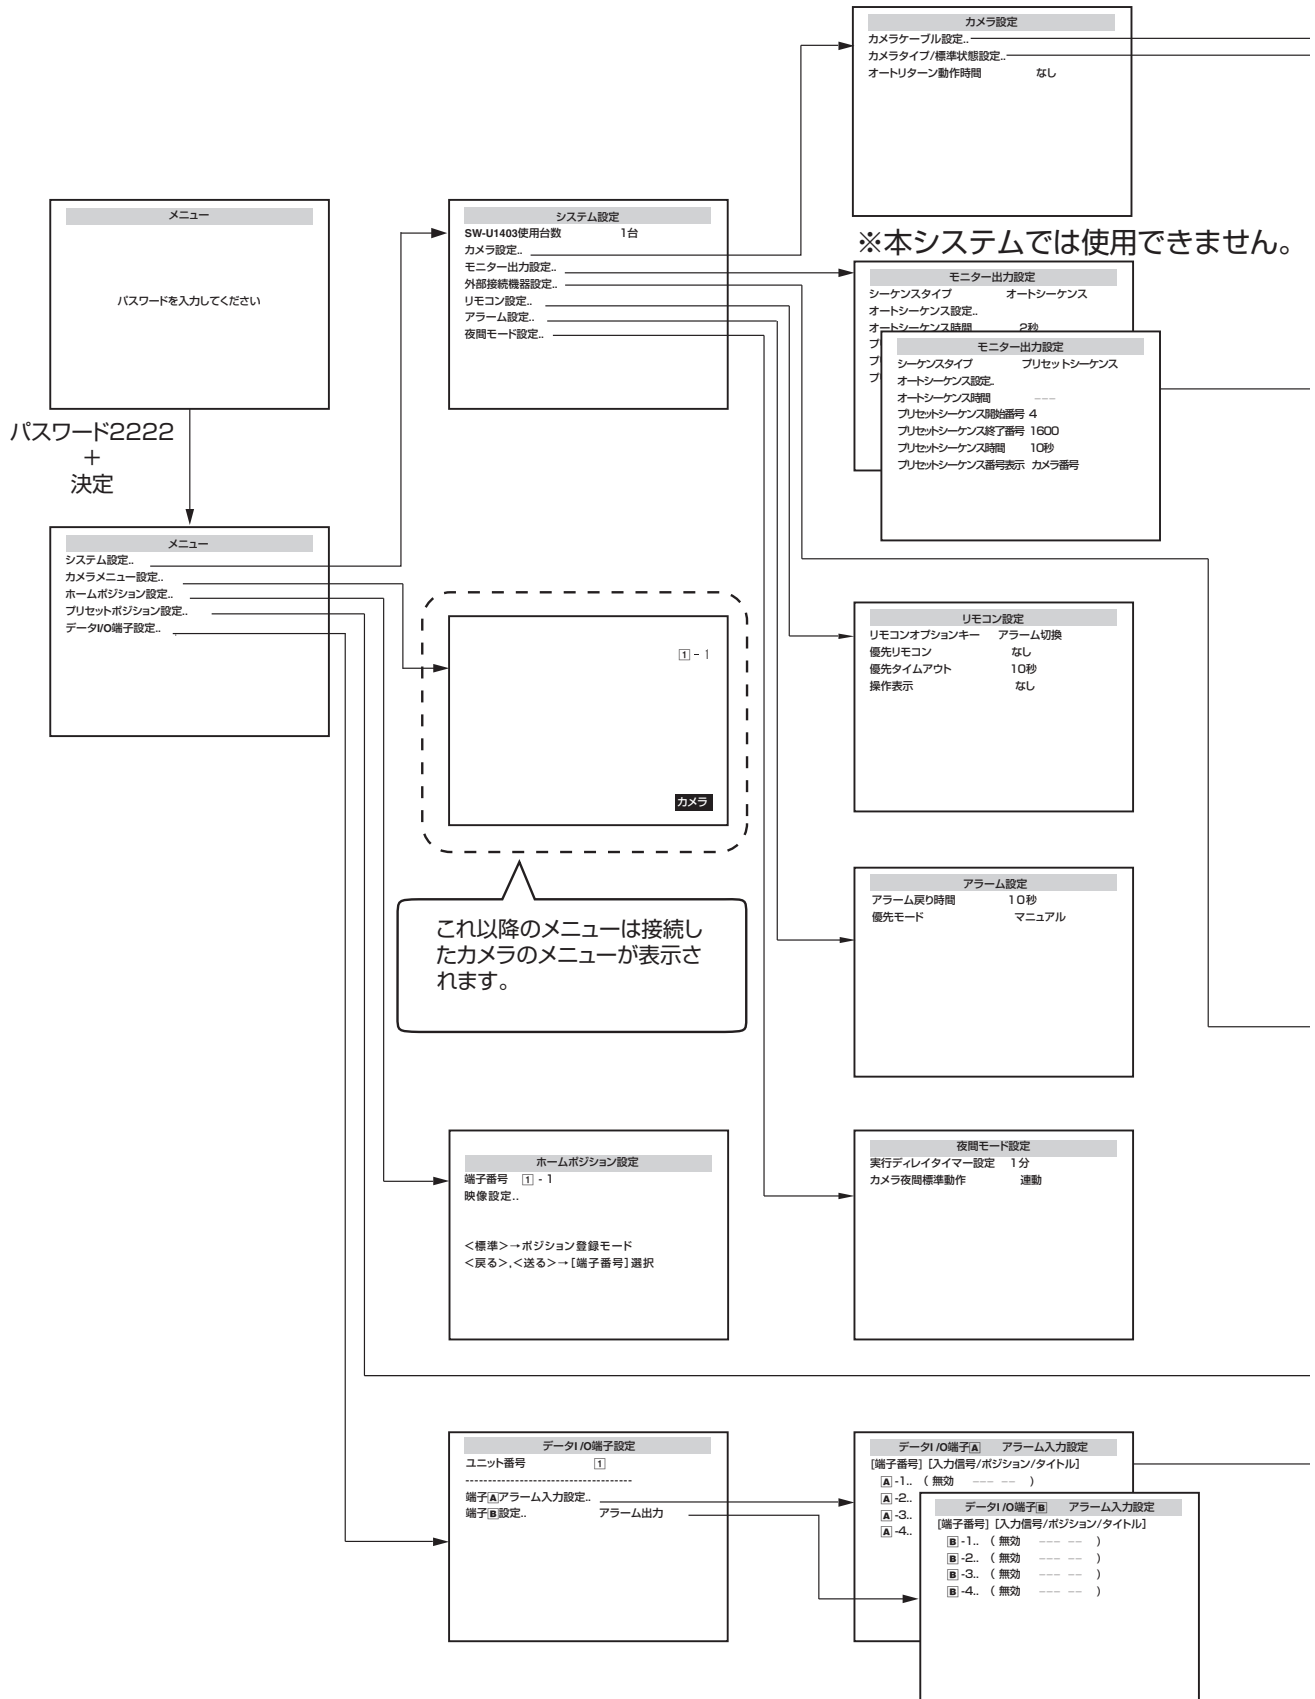 カメラ設定
カメラケーブル設定..
カメラタイプ/標準状態設定..
オートリターン動作時間 なし
※本システムでは使用できません。
メニュー
パスワードを入力してください
パスワード2222
+
決定
メニュー
システム設定..
カメラメニュー設定..
ホームポジション設定..
プリセットポジション設定..
データI/O端子設定..
システム設定
SW-U1403使用台数 1台
カメラ設定..
モニター出力設定..
外部接続機器設定..
リモコン設定..
アラーム設定..
夜間モード設定..
モニター出力設定
シーケンスタイプ オートシーケンス
オートシーケンス設定..
オートシーケンス時間 2秒
プ
プ
プ
モニター出力設定
シーケンスタイプ プリセットシーケンス
オートシーケンス設定..
オートシーケンス時間 ---
プリセットシーケンス開始番号 4
プリセットシーケンス終了番号 1600
プリセットシーケンス時間 10秒
プリセットシーケンス番号表示 カメラ番号
1 - 1
カメラ
これ以降のメニューは接続し
たカメラのメニューが表示さ
れます。
リモコン設定
リモコンオプションキー アラーム切換
優先リモコン なし
優先タイムアウト 10秒
操作表示 なし
アラーム設定
アラーム戻り時間 10秒
優先モード マニュアル
ホームポジション設定
端子番号 1 - 1
映像設定..
<標準>→ポジション登録モード
<戻る>,<送る>→[端子番号]選択
夜間モード設定
実行ディレイタイマー設定 1分
カメラ夜間標準動作 連動
データI/O端子設定
ユニット番号 1
-------------------------------------
端子Aアラーム入力設定..
端子B設定.. アラーム出力
データI/O端子A アラーム入力設定
[端子番号] [入力信号/ポジション/タイトル]
A-1.. ( 無効 --- -- )
A-2..
A-3..
A-4..
データI/O端子B アラーム入力設定
[端子番号] [入力信号/ポジション/タイトル]
B-1.. ( 無効 --- -- )
B-2.. ( 無効 --- -- )
B-3.. ( 無効 --- -- )
B-4.. ( 無効 --- -- )